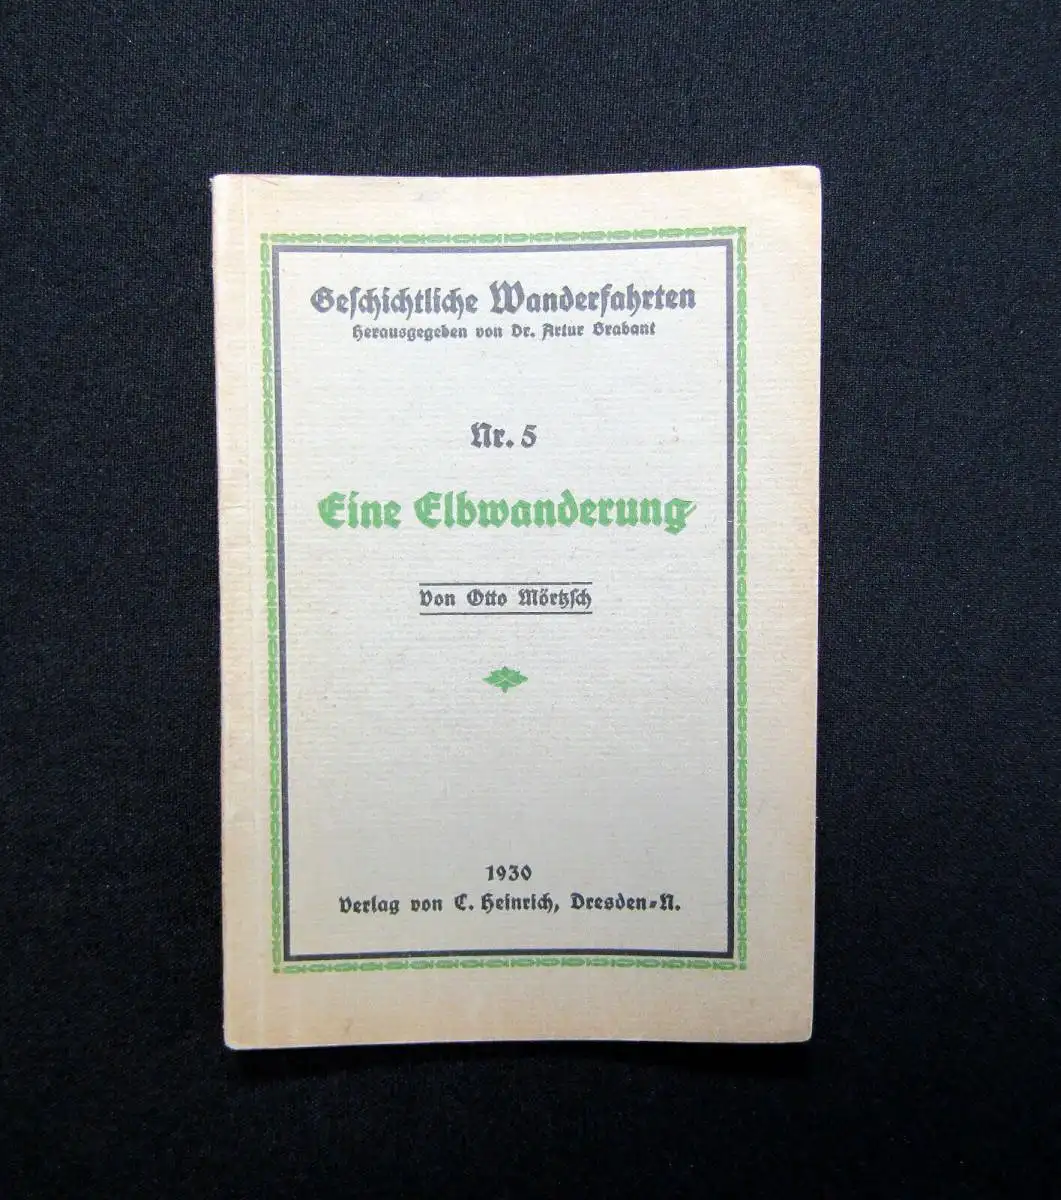 Geſchichtliche Wanderfahrten
Herausgegeben von Dr. Artur Brabant
Nr. 5
Eine Elbwanderung
Von Otto Mörtzſch
1930
Verlag von C. Heinrich, Dresden-N.